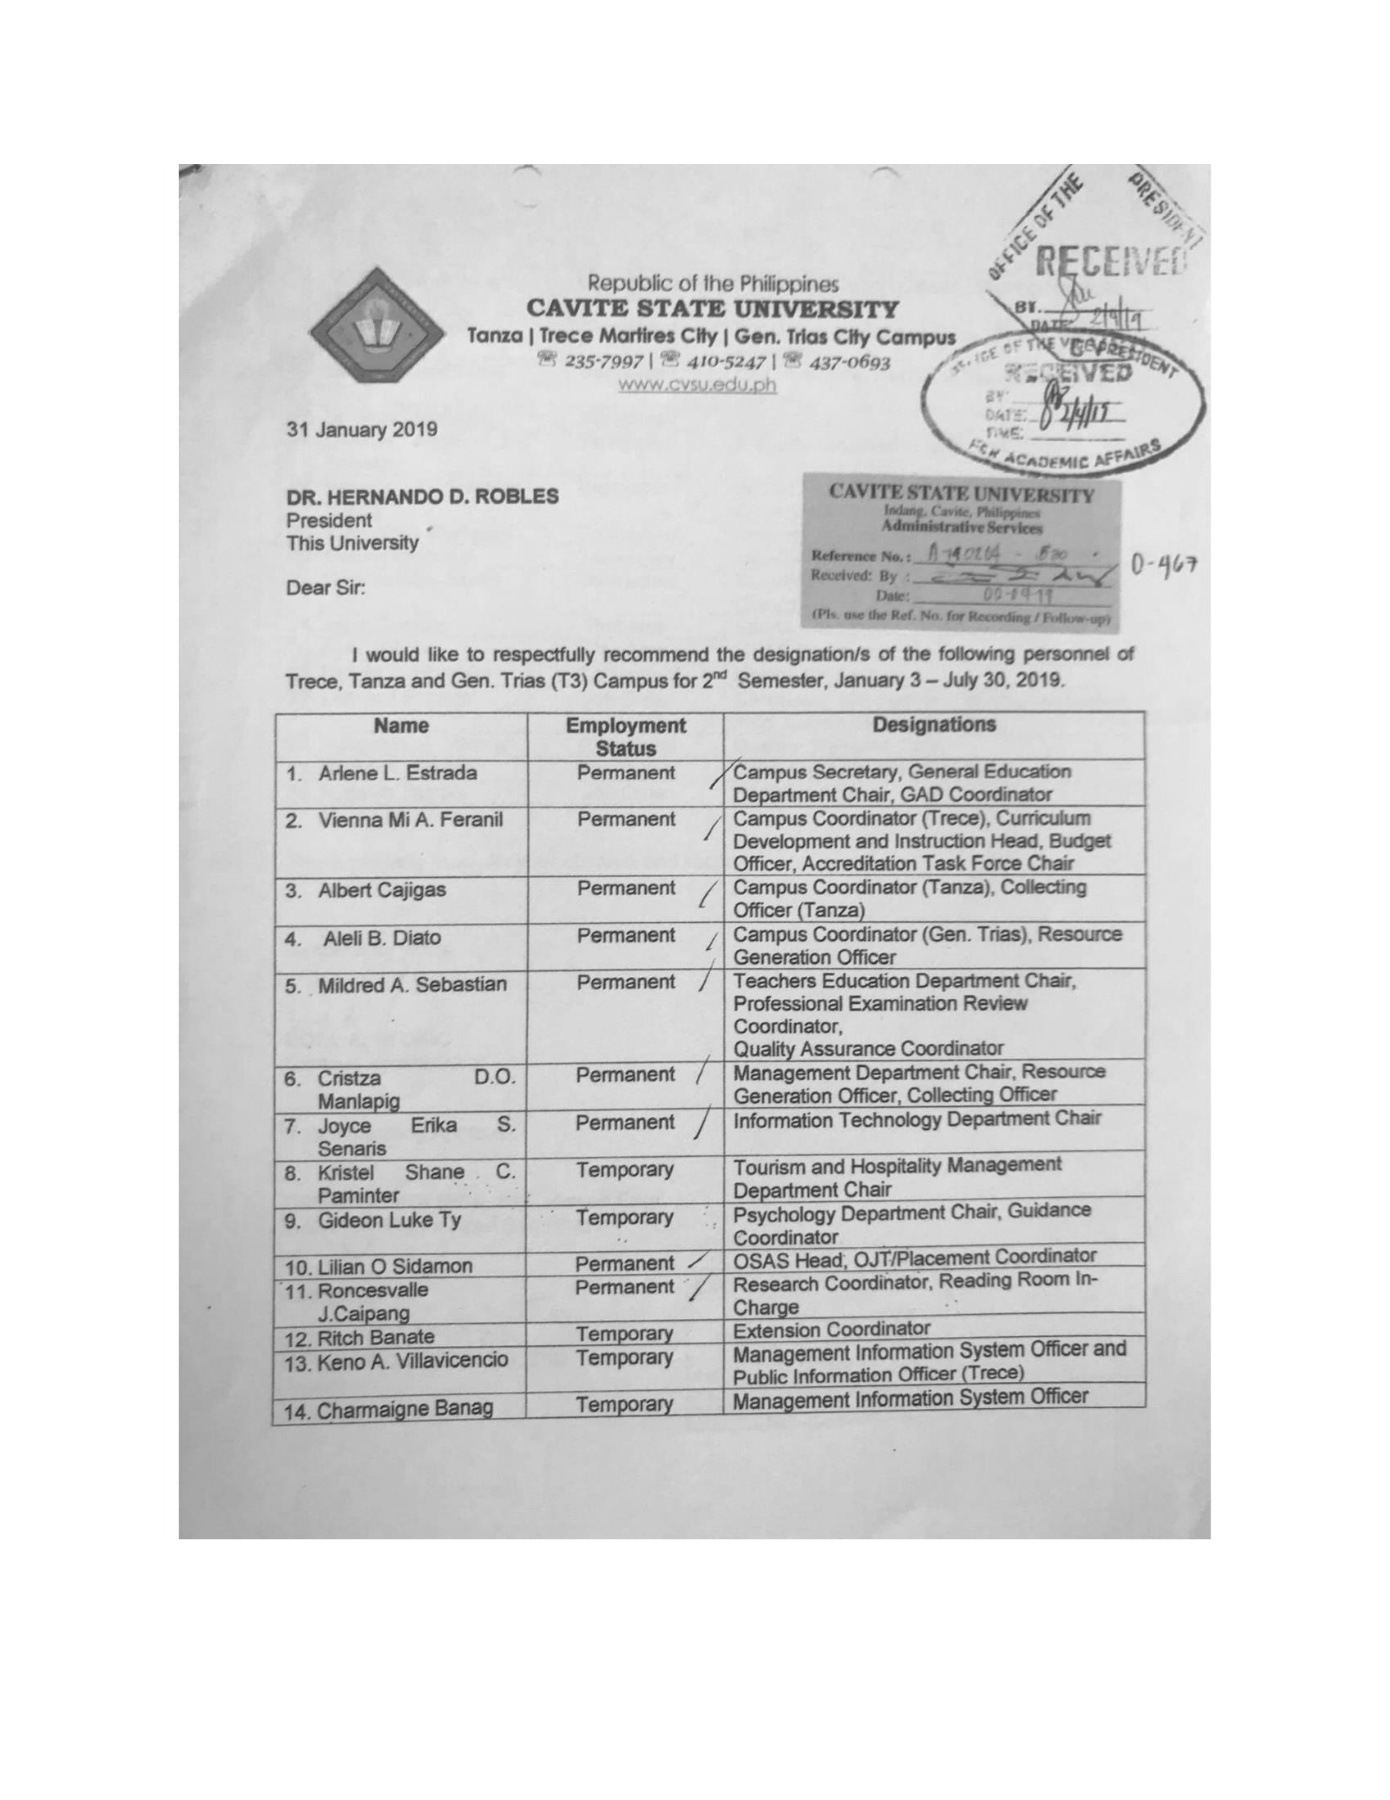 OFFICE OF THE PRESIDENT
RECEIVED
BY.
DATE: 2/4/19
Republic of the Philippines
CAVITE STATE UNIVERSITY
Tanza | Trece Martires City | Gen. Trias City Campus
☏ 235-7997 | ☏ 410-5247 | ☏ 437-0693
www.cvsu.edu.ph
OFFICE OF THE VICE PRESIDENT
RECEIVED
BY:
DATE: 2/4/19
TIME:
FOR ACADEMIC AFFAIRS
31 January 2019
DR. HERNANDO D. ROBLES
President
This University
CAVITE STATE UNIVERSITY
Indang, Cavite, Philippines
Administrative Services
Reference No.:
Received: By :
Date:
(Pls. use the Ref. No. for Recording / Follow-up)
0-467
Dear Sir:
I would like to respectfully recommend the designation/s of the following personnel of
Trece, Tanza and Gen. Trias (T3) Campus for 2nd Semester, January 3 – July 30, 2019.
Name Employment Designations
Status
1. Arlene L. Estrada Permanent Campus Secretary, General Education
Department Chair, GAD Coordinator
2. Vienna Mi A. Feranil Permanent Campus Coordinator (Trece), Curriculum
Development and Instruction Head, Budget
Officer, Accreditation Task Force Chair
3. Albert Cajigas Permanent Campus Coordinator (Tanza), Collecting
Officer (Tanza)
4. Aleli B. Diato Permanent Campus Coordinator (Gen. Trias), Resource
Generation Officer
5. Mildred A. Sebastian Permanent Teachers Education Department Chair,
Professional Examination Review
Coordinator,
Quality Assurance Coordinator
6. Cristza D.O. Permanent Management Department Chair, Resource
Manlapig Generation Officer, Collecting Officer
7. Joyce Erika S. Permanent Information Technology Department Chair
Senaris
8. Kristel Shane C. Temporary Tourism and Hospitality Management
Paminter Department Chair
9. Gideon Luke Ty Temporary Psychology Department Chair, Guidance
Coordinator
10. Lilian O Sidamon Permanent OSAS Head, OJT/Placement Coordinator
11. Roncesvalle Permanent Research Coordinator, Reading Room In-
J.Caipang Charge
12. Ritch Banate Temporary Extension Coordinator
13. Keno A. Villavicencio Temporary Management Information System Officer and
Public Information Officer (Trece)
14. Charmaigne Banag Temporary Management Information System Officer